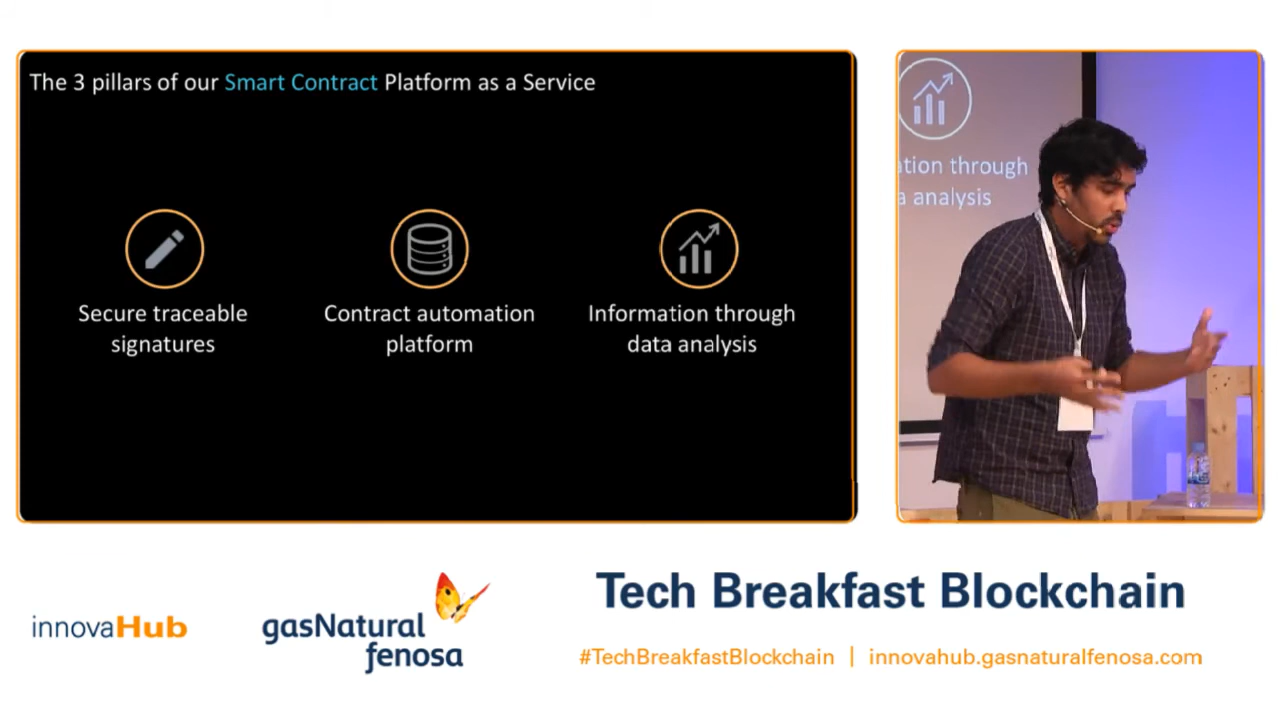 The 3 pillars of our Smart Contract Platform as a Service
Secure traceable
signatures
Contract automation
platform
Information through
data analysis
ation through
a analysis
innovaHub
gasNatural
fenosa
Tech Breakfast Blockchain
#TechBreakfastBlockchain | innovahub.gasnaturalfenosa.com